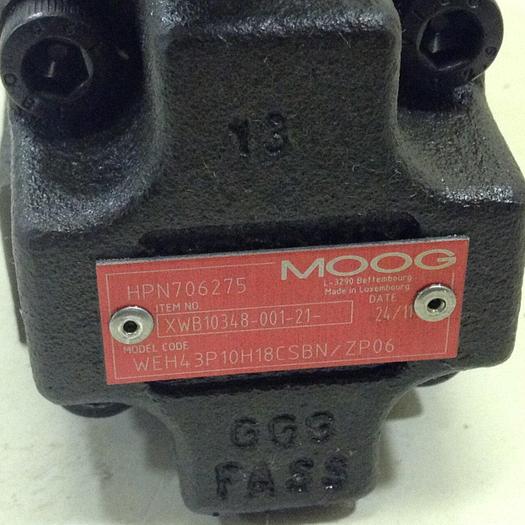 13
MOOG
HPN706275
L-3290 Bettembourg
Made in Luxembourg
ITEM NO.
DATE
XWB10348-001-21-
24/11
MODEL CODE
WEH43P10H18CSBN/ZP06
GGG
FASS